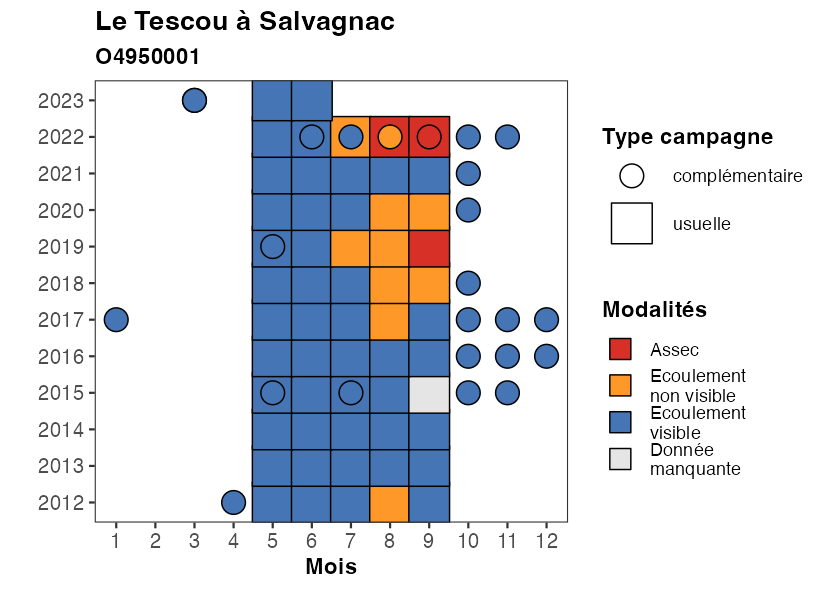 Le Tescou à Salvagnac
O4950001
2023
2022
2021
2020
2019
2018
2017
2016
2015
2014
2013
2012
1 2 3 4 5 6 7 8 9 10 11 12
Mois
Type campagne
complémentaire
usuelle
Modalités
Assec
Ecoulement
non visible
Ecoulement
visible
Donnée
manquante